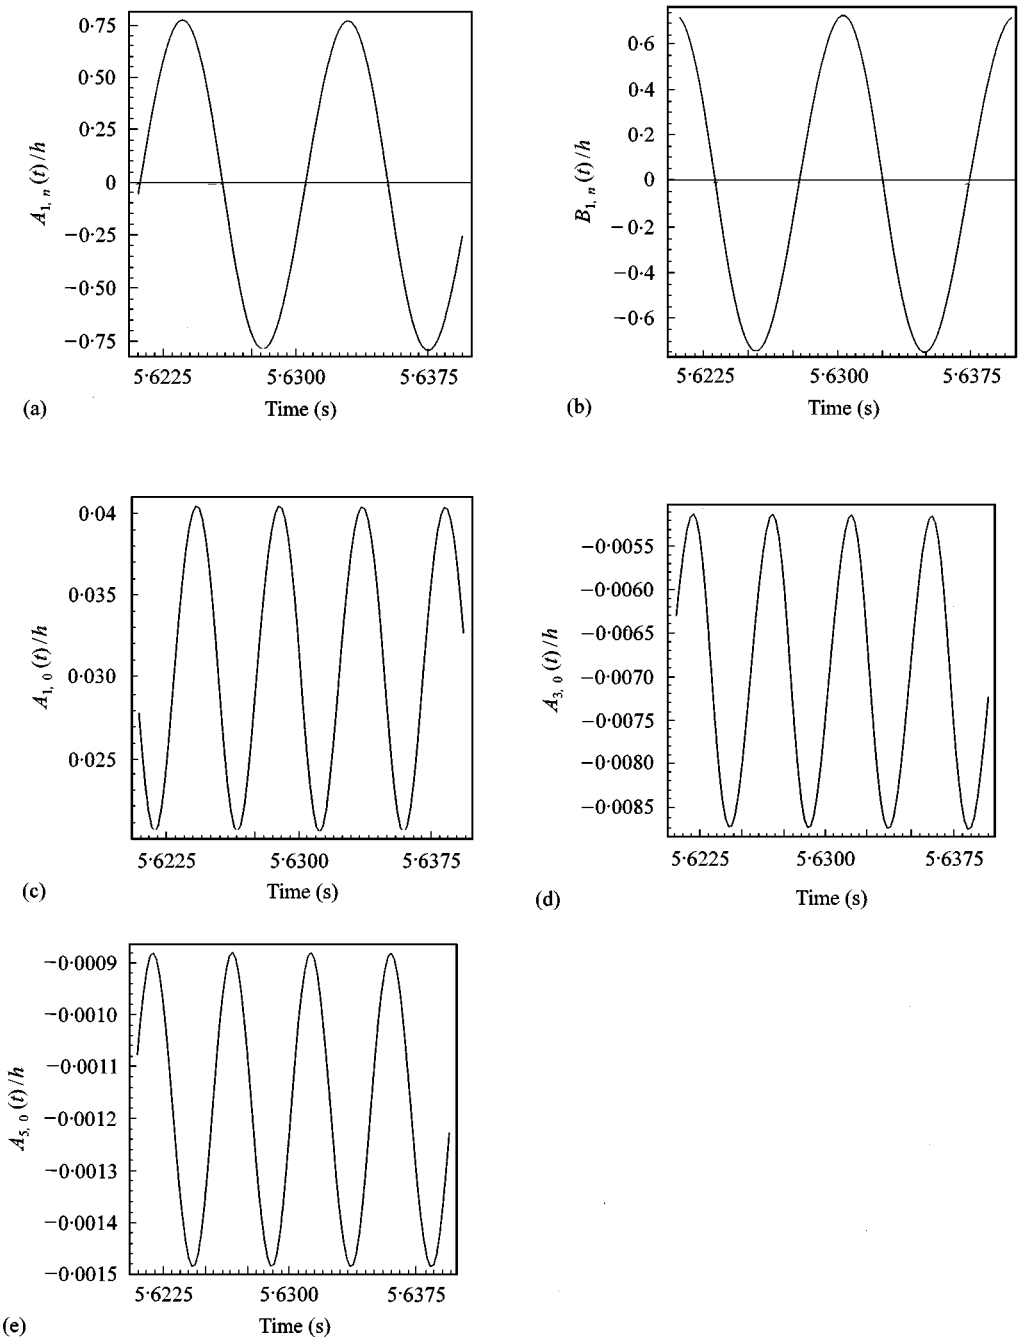 0·75
0·50
0·25
0
−0·25
−0·50
−0·75
A1, n (t)/h
5·6225 5·6300 5·6375
Time (s)
(a)
0·6
0·4
0·2
0
−0·2
−0·4
−0·6
B1, n (t)/h
5·6225 5·6300 5·6375
Time (s)
(b)
0·04
0·035
0·030
0·025
A1, 0 (t)/h
5·6225 5·6300 5·6375
Time (s)
(c)
−0·0055
−0·0060
−0·0065
−0·0070
−0·0075
−0·0080
−0·0085
A3, 0 (t)/h
5·6225 5·6300 5·6375
Time (s)
(d)
−0·0009
−0·0010
−0·0011
−0·0012
−0·0013
−0·0014
−0·0015
A5, 0 (t)/h
5·6225 5·6300 5·6375
Time (s)
(e)